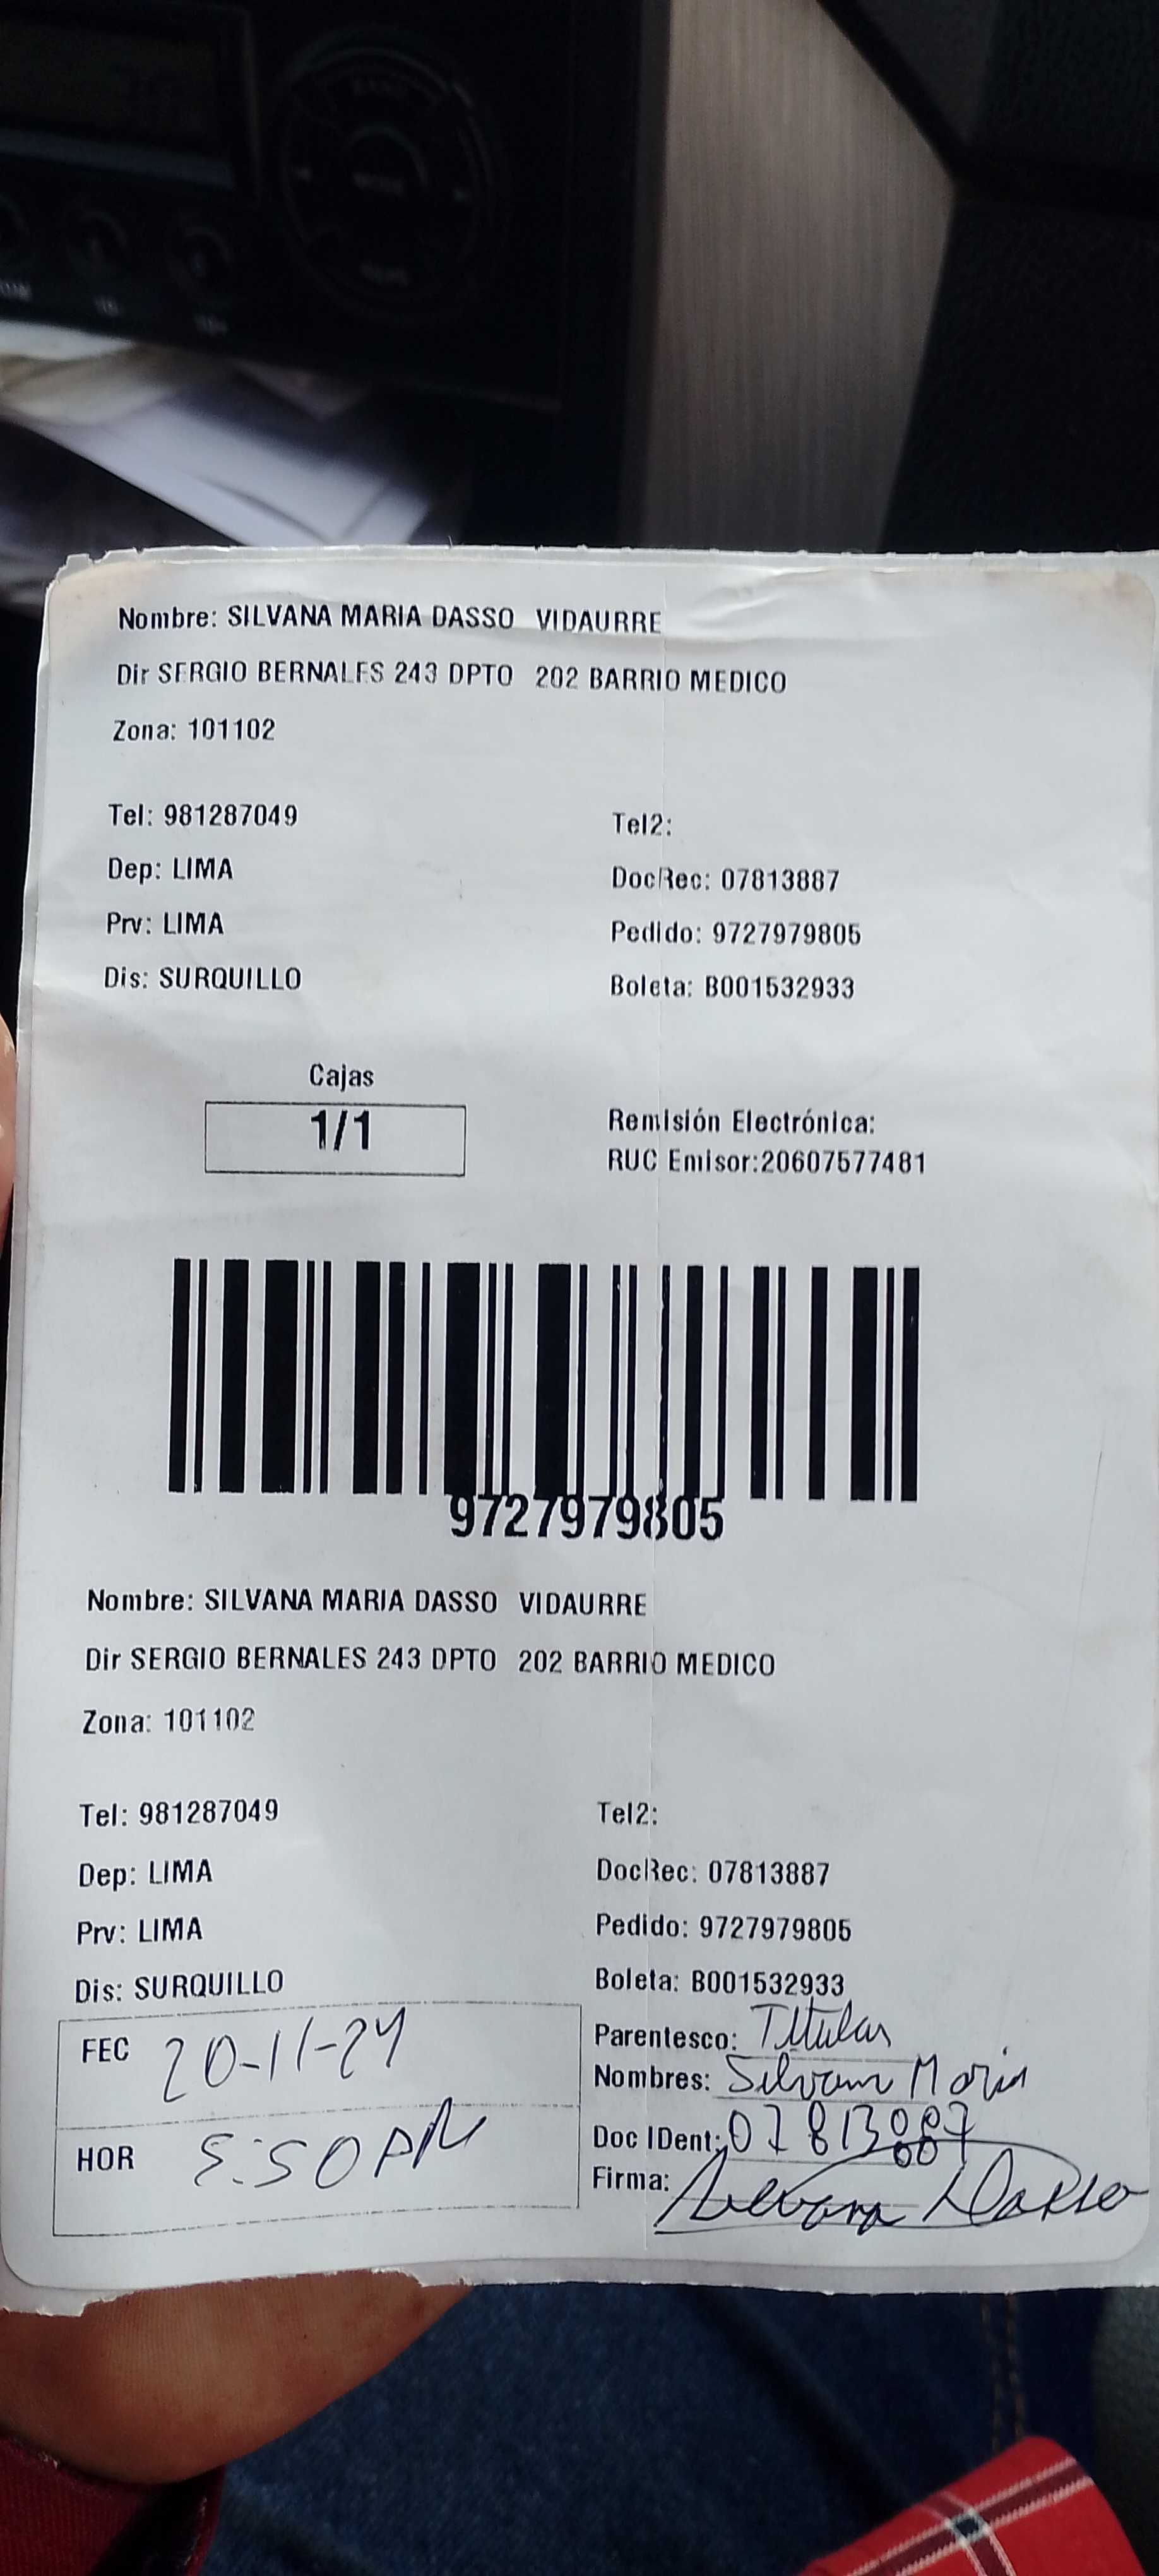 Nombre: SILVANA MARIA DASSO VIDAURRE
Dir SERGIO BERNALES 243 DPTO 202 BARRIO MEDICO
Zona: 101102
Tel: 981287049 Tel2:
Dep: LIMA DocRec: 07813887
Prv: LIMA Pedido: 9727979805
Dis: SURQUILLO Boleta: B001532933
Cajas
1/1
Remisión Electrónica:
RUC Emisor:20607577481
9727979805
Nombre: SILVANA MARIA DASSO VIDAURRE
Dir SERGIO BERNALES 243 DPTO 202 BARRIO MEDICO
Zona: 101102
Tel: 981287049 Tel2:
Dep: LIMA DocRec: 07813887
Prv: LIMA Pedido: 9727979805
Dis: SURQUILLO Boleta: B001532933
FEC 20-11-24 Parentesco: Titular
Nombres: Silvana Maria
HOR 5:50 PM Doc IDent:
Firma: Silvana Dasso